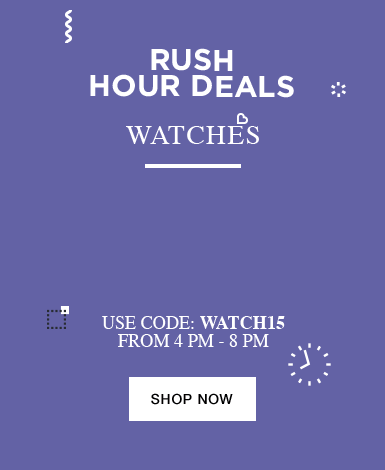 RUSH
HOUR DEALS
WATCHES
USE CODE: WATCH15
FROM 4 PM - 8 PM
SHOP NOW